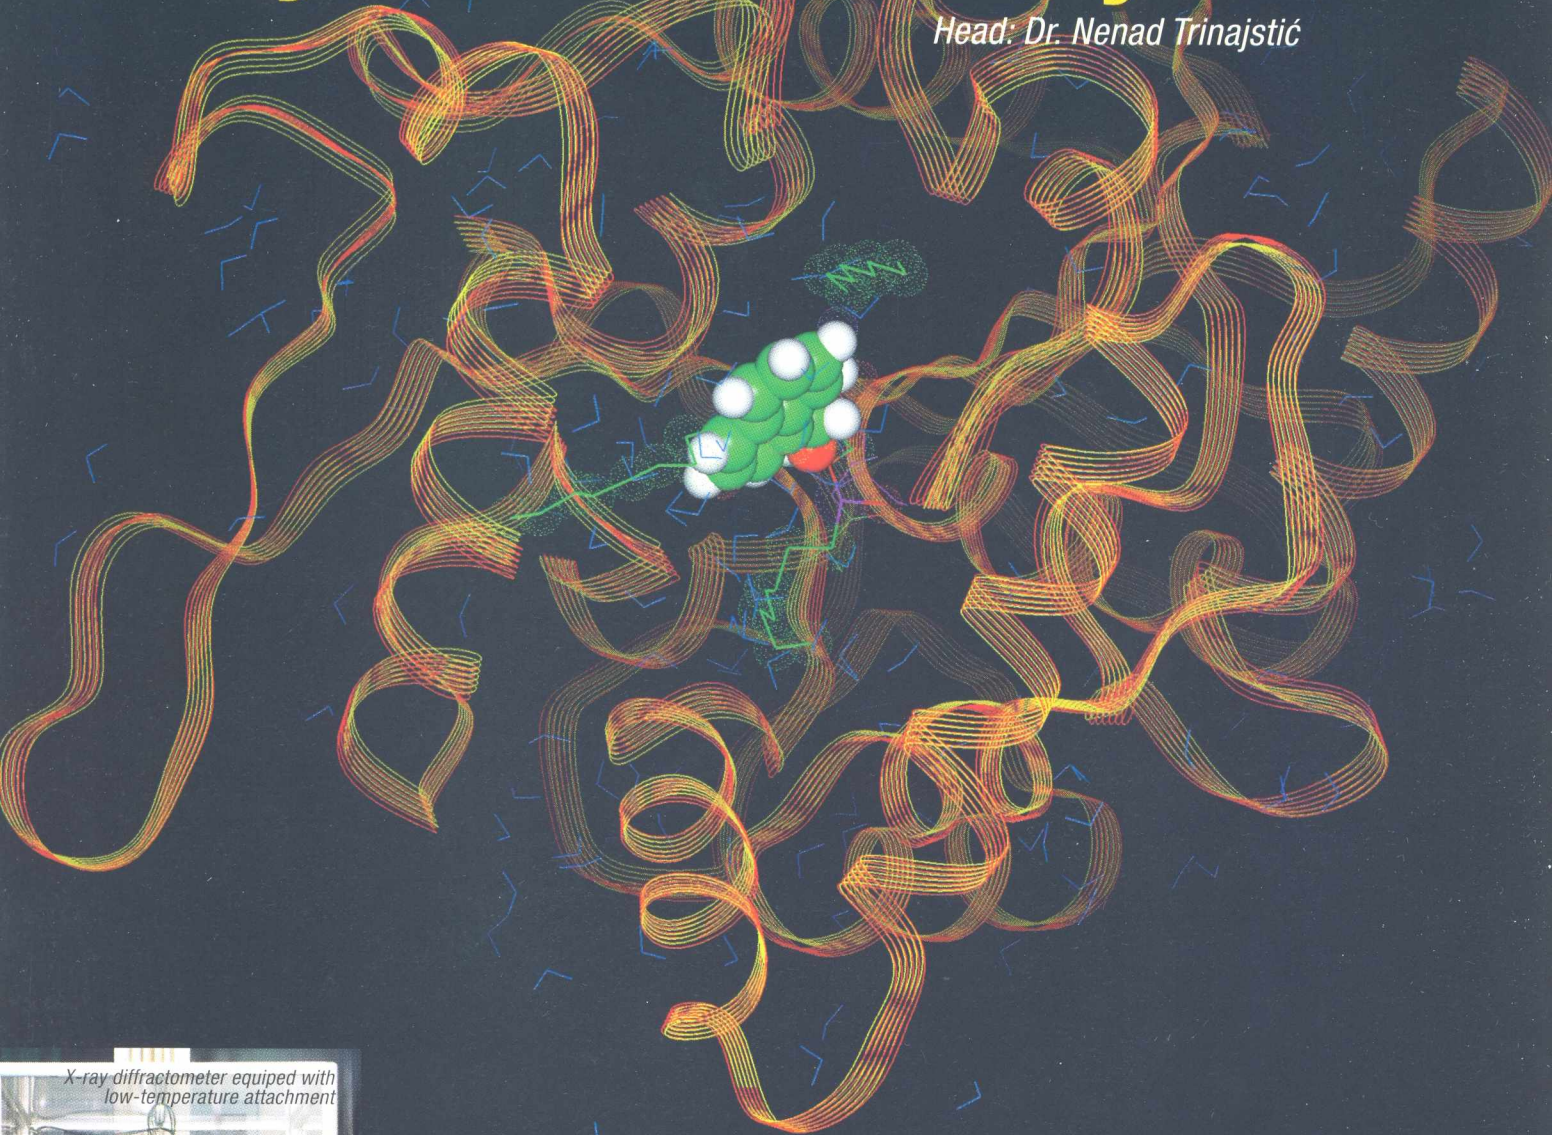 Head: Dr. Nenad Trinajstić
X-ray diffractometer equiped with
low-temperature attachment